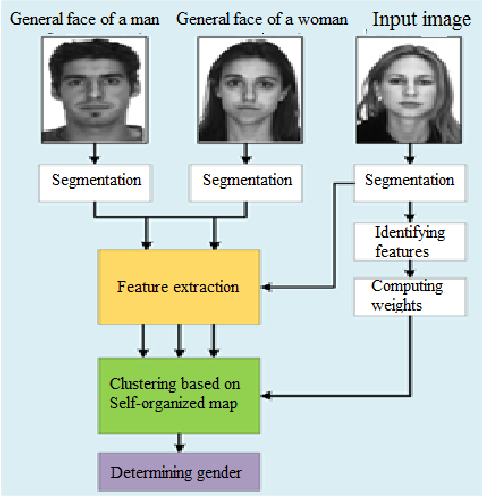 General face of a man
General face of a woman
Input image
Segmentation
Segmentation
Segmentation
Identifying
features
Feature extraction
Computing
weights
Clustering based on
Self-organized map
Determining gender